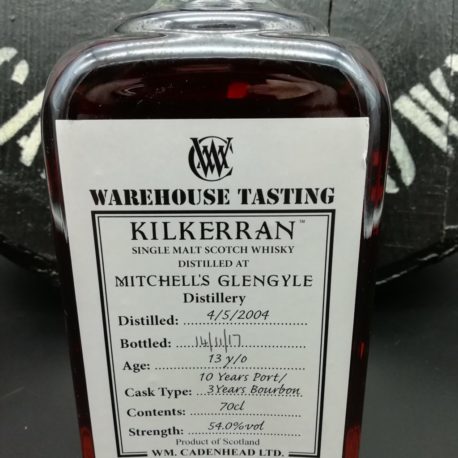 WAREHOUSE TASTING
KILKERRAN™
SINGLE MALT SCOTCH WHISKY
DISTILLED AT
MITCHELL'S GLENGYLE
Distillery
Distilled: 4/5/2004
Bottled: 14/11/17
Age: 13 y/o
10 Years Port/
Cask Type: 3 Years Bourbon
Contents: 70cl
Strength: 54.0%vol
Product of Scotland
WM. CADENHEAD LTD.